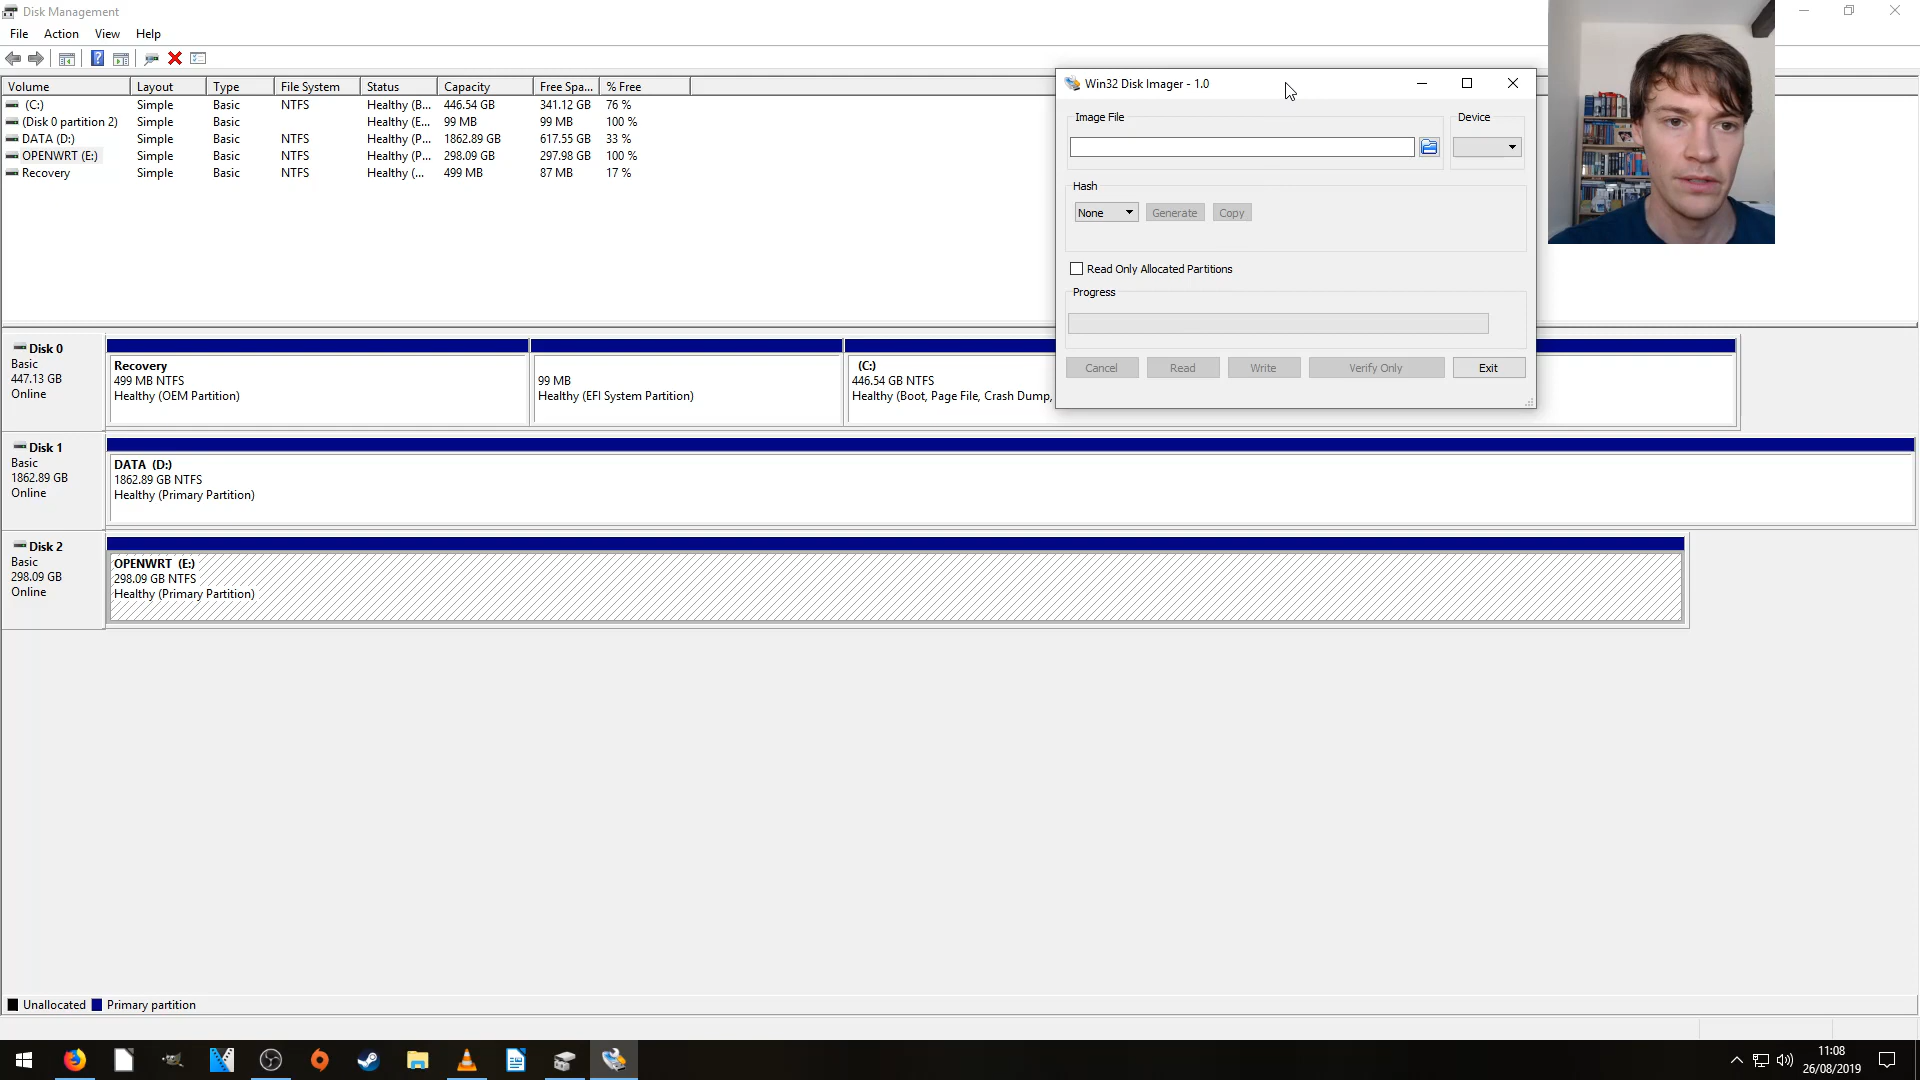 Disk Management
File Action View Help
Volume Layout Type File System Status Capacity Free Spa... % Free
(C:) Simple Basic NTFS Healthy (B... 446.54 GB 341.12 GB 76 %
(Disk 0 partition 2) Simple Basic Healthy (E... 99 MB 99 MB 100 %
DATA (D:) Simple Basic NTFS Healthy (P... 1862.89 GB 617.55 GB 33 %
OPENWRT (E:) Simple Basic NTFS Healthy (P... 298.09 GB 297.98 GB 100 %
Recovery Simple Basic NTFS Healthy (... 499 MB 87 MB 17 %
Win32 Disk Imager - 1.0
Image File Device
Hash
None Generate Copy
Read Only Allocated Partitions
Progress
Cancel Read Write Verify Only Exit
Disk 0
Basic
447.13 GB
Online
Recovery
499 MB NTFS
Healthy (OEM Partition)
99 MB
Healthy (EFI System Partition)
(C:)
446.54 GB NTFS
Healthy (Boot, Page File, Crash Dump,
Disk 1
Basic
1862.89 GB
Online
DATA (D:)
1862.89 GB NTFS
Healthy (Primary Partition)
Disk 2
Basic
298.09 GB
Online
OPENWRT (E:)
298.09 GB NTFS
Healthy (Primary Partition)
Unallocated Primary partition
11:08
26/08/2019